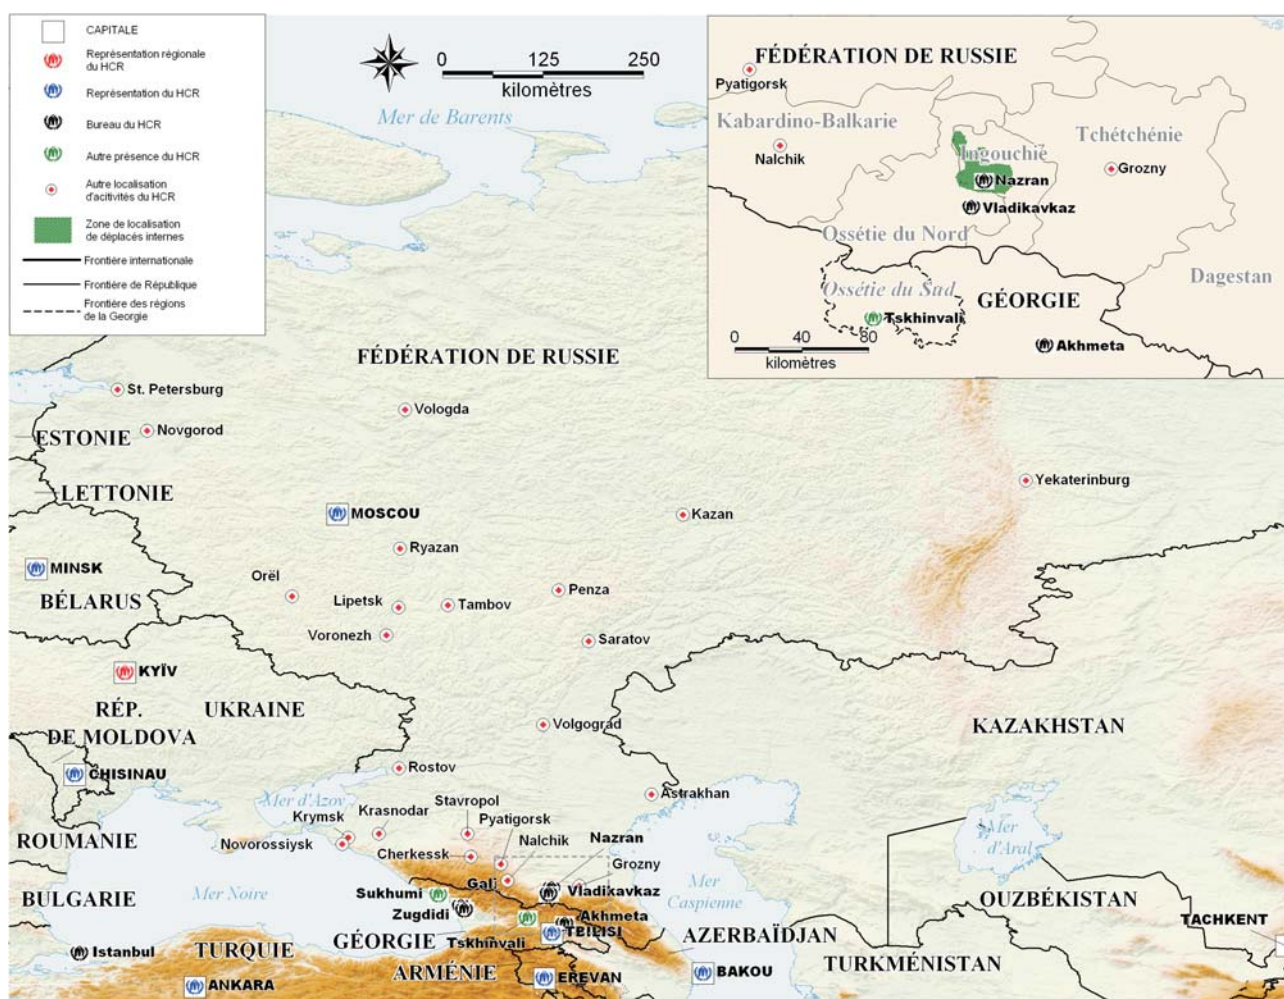 CAPITALE
Représentation régionale
du HCR
Représentation du HCR
Bureau du HCR
Autre présence du HCR
Autre localisation
d'acitivités du HCR
Zone de localisation
de déplacés internes
Frontière internationale
Frontière de République
Frontière des régions
de la Georgie
0 125 250
kilomètres
Mer de Barents
FÉDÉRATION DE RUSSIE
Pyatigorsk
Kabardino-Balkarie
Nalchik
Ingouchie
Tchétchénie
Grozny
Nazran
Vladikavkaz
Ossétie du Nord
Dagestan
Ossétie du Sud
GÉORGIE
Tskhinvali
Akhmeta
0 40 80
kilomètres
FÉDÉRATION DE RUSSIE
St. Petersburg
Vologda
Novgorod
ESTONIE
LETTONIE
Yekaterinburg
MOSCOU
Kazan
Ryazan
MINSK
Orël
Penza
BÉLARUS
Lipetsk
Tambov
Voronezh
Saratov
KYÏV
RÉP.
DE MOLDOVA
UKRAINE
Volgograd
KAZAKHSTAN
CHISINAU
Rostov
Astrakhan
Mer d'Azov
Stavropol
Krasnodar
Krymsk
Pyatigorsk
Mer
d'Aral
ROUMANIE
Novorossiysk
Nalchik
Nazran
Cherkessk
Grozny
BULGARIE
Mer Noire
Gali
Sukhumi
Vladikavkaz
Mer
Caspienne
OUZBÉKISTAN
Zugdidi
Akhmeta
TACHKENT
TBILISI
AZERBAÏDJAN
GÉORGIE
Tskhinvali
Istanbul
TURQUIE
TURKMÉNISTAN
ARMÉNIE
BAKOU
EREVAN
ANKARA